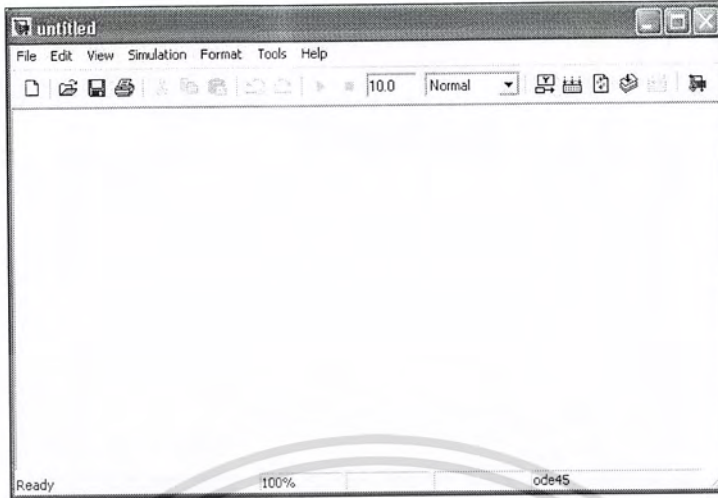 untitled
File Edit View Simulation Format Tools Help
10.0 Normal
Ready 100% ode45